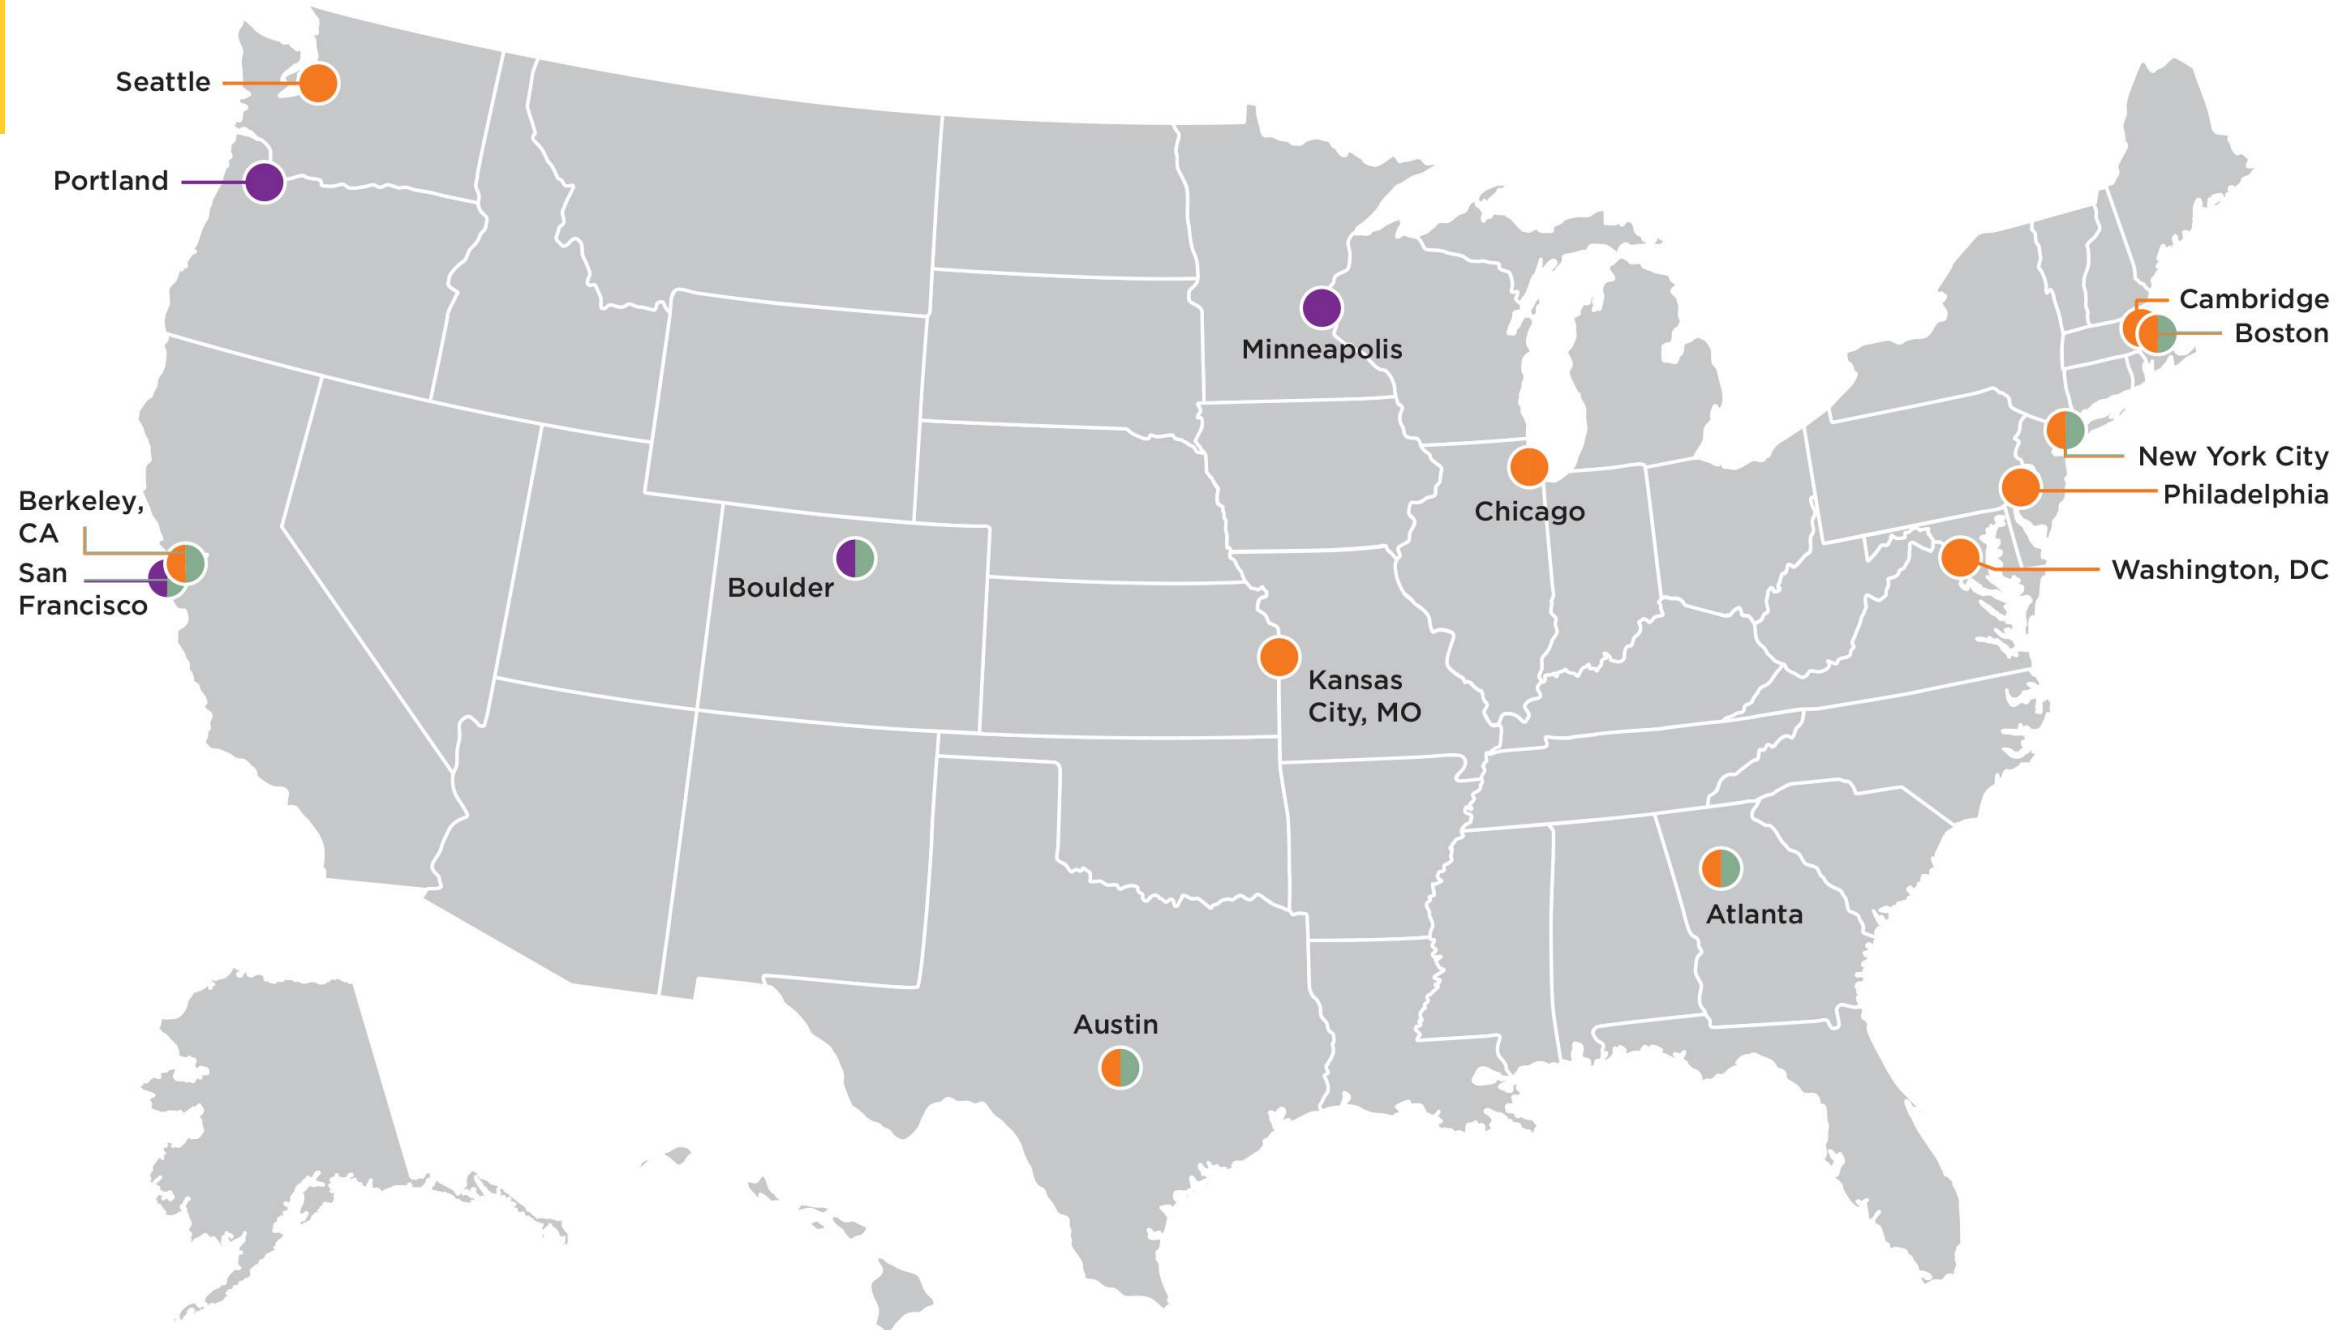 Seattle
Portland
Minneapolis
Cambridge
Boston
New York City
Philadelphia
Washington, DC
Chicago
Berkeley,
CA
San
Francisco
Boulder
Kansas
City, MO
Atlanta
Austin